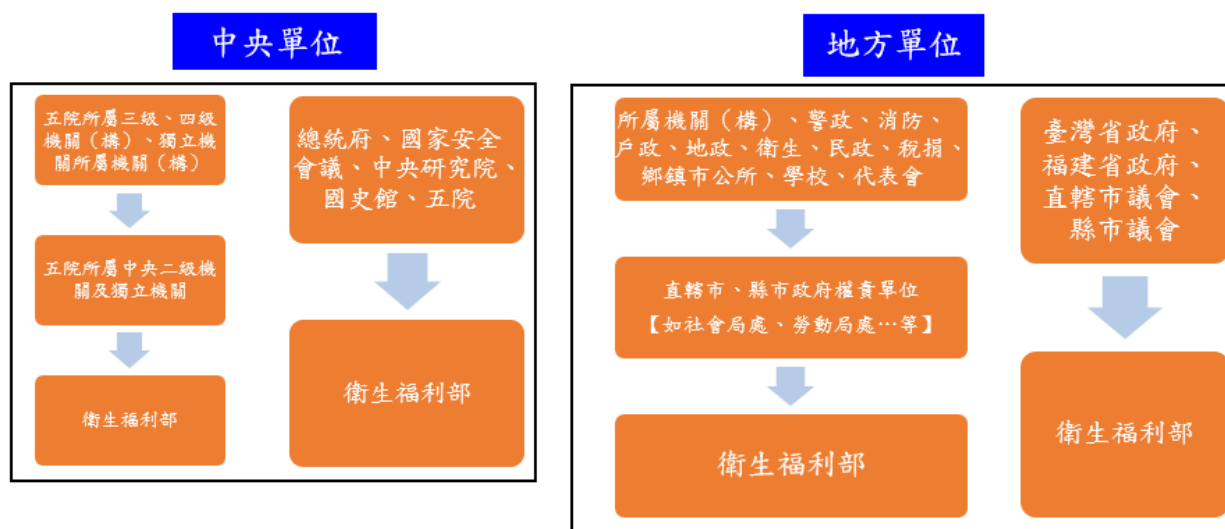 中央單位
五院所屬三級、四級
機關（構）、獨立機
關所屬機關（構）
五院所屬中央二級機
關及獨立機關
衛生福利部
總統府、國家安全
會議、中央研究院、
國史館、五院
衛生福利部
地方單位
所屬機關（構）、警政、消防、
戶政、地政、衛生、民政、稅捐、
鄉鎮市公所、學校、代表會
直轄市、縣市政府權責單位
【如社會局處、勞動局處…等】
衛生福利部
臺灣省政府、
福建省政府、
直轄市議會、
縣市議會
衛生福利部